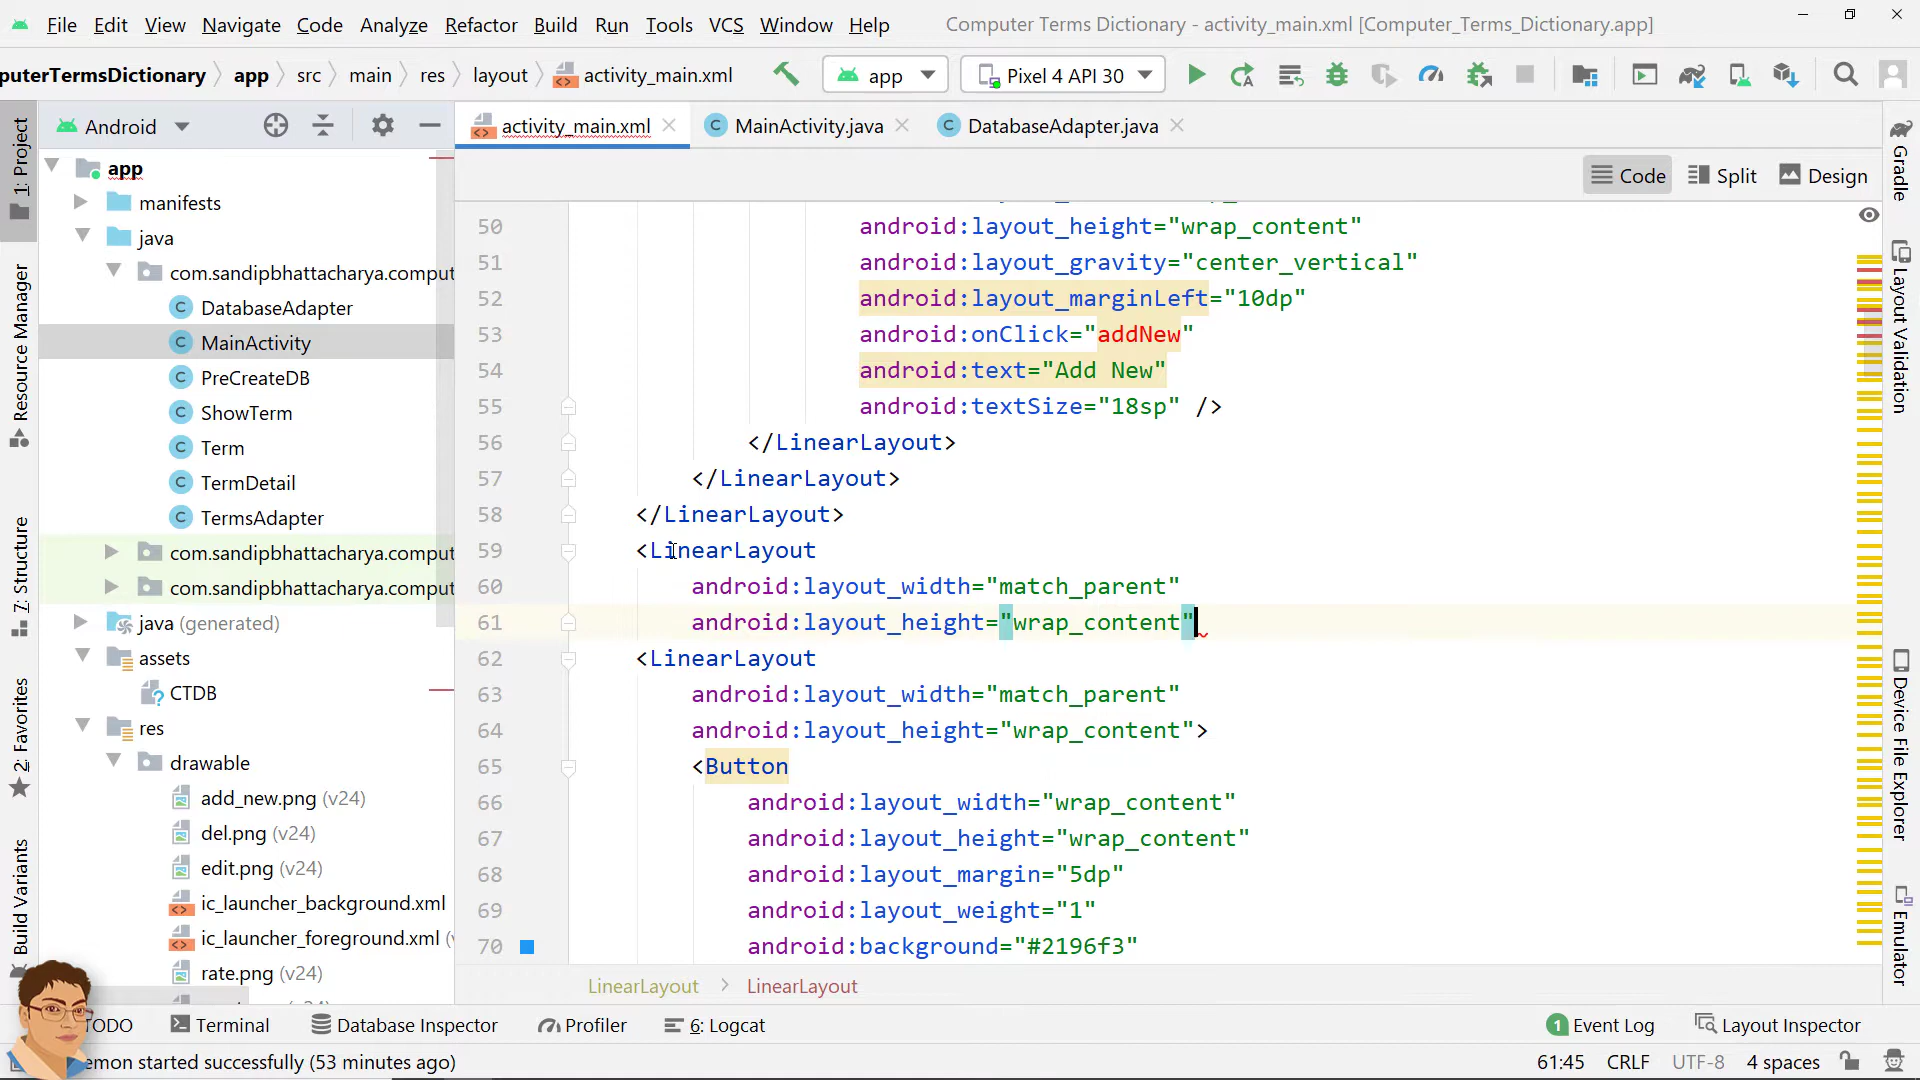 File Edit View Navigate Code Analyze Refactor Build Run Tools VCS Window Help Computer Terms Dictionary - activity_main.xml [Computer_Terms_Dictionary.app]
puterTermsDictionary app src main res layout activity_main.xml app Pixel 4 API 30
1: Project
Resource Manager
7: Structure
2: Favorites
Build Variants
Android
app
manifests
java
com.sandipbhattacharya.comput
DatabaseAdapter
MainActivity
PreCreateDB
ShowTerm
Term
TermDetail
TermsAdapter
com.sandipbhattacharya.comput
com.sandipbhattacharya.comput
java (generated)
assets
CTDB
res
drawable
add_new.png (v24)
del.png (v24)
edit.png (v24)
ic_launcher_background.xml
ic_launcher_foreground.xml (v
rate.png (v24)
activity_main.xml MainActivity.java DatabaseAdapter.java
Code Split Design
50 android:layout_height="wrap_content"
51 android:layout_gravity="center_vertical"
52 android:layout_marginLeft="10dp"
53 android:onClick="addNew"
54 android:text="Add New"
55 android:textSize="18sp" />
56 </LinearLayout>
57 </LinearLayout>
58 </LinearLayout>
59 <LinearLayout
60 android:layout_width="match_parent"
61 android:layout_height="wrap_content"
62 <LinearLayout
63 android:layout_width="match_parent"
64 android:layout_height="wrap_content">
65 <Button
66 android:layout_width="wrap_content"
67 android:layout_height="wrap_content"
68 android:layout_margin="5dp"
69 android:layout_weight="1"
70 android:background="#2196f3"
LinearLayout LinearLayout
Gradle
Layout Validation
Device File Explorer
Emulator
TODO Terminal Database Inspector Profiler 6: Logcat 1 Event Log Layout Inspector
emon started successfully (53 minutes ago) 61:45 CRLF UTF-8 4 spaces